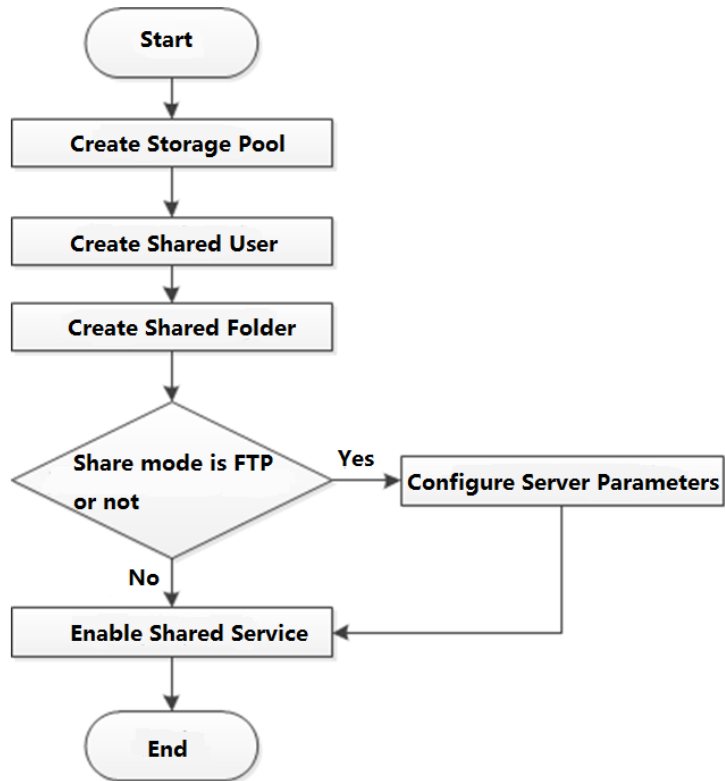 Start
Create Storage Pool
Create Shared User
Create Shared Folder
Share mode is FTP
or not
Yes
Configure Server Parameters
No
Enable Shared Service
End